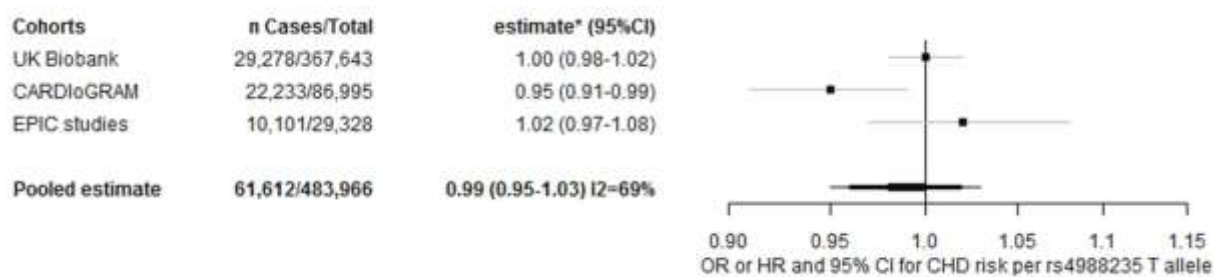 Cohorts n Cases/Total estimate* (95%CI)
UK Biobank 29,278/367,643 1.00 (0.98-1.02)
CARDIoGRAM 22,233/86,995 0.95 (0.91-0.99)
EPIC studies 10,101/29,328 1.02 (0.97-1.08)
Pooled estimate 61,612/483,966 0.99 (0.95-1.03) I2=69%
0.90 0.95 1.0 1.05 1.1 1.15
OR or HR and 95% CI for CHD risk per rs4988235 T allele